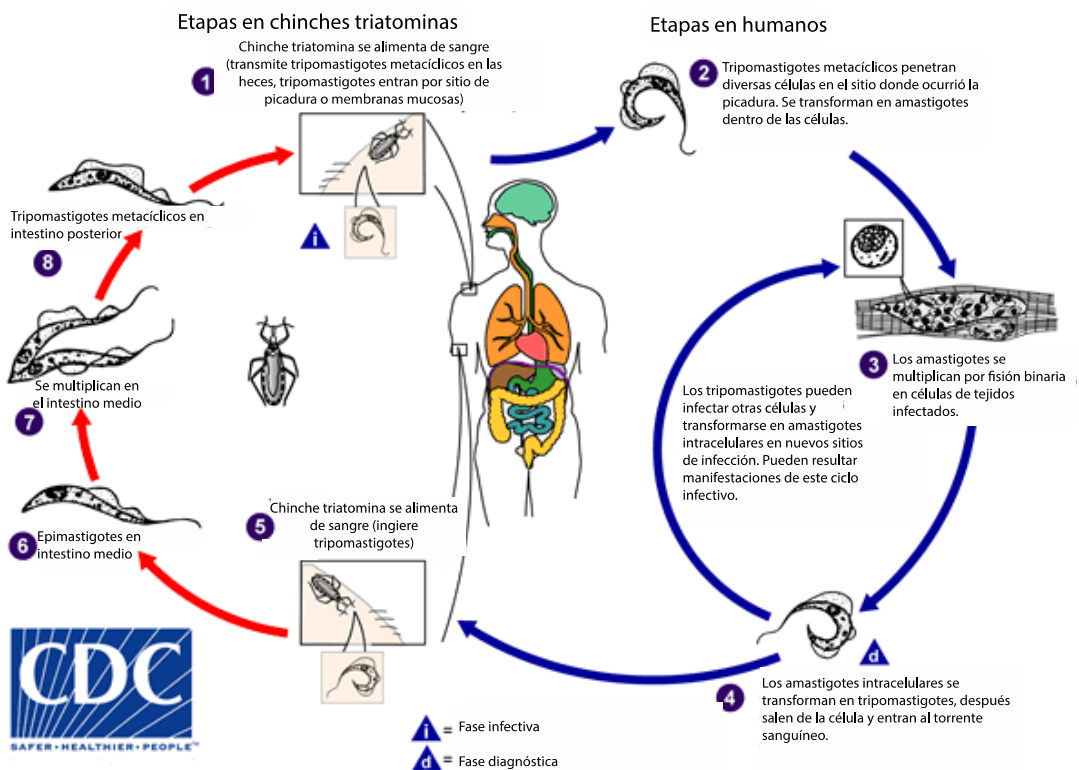 Etapas en chinches triatominas
Etapas en humanos
1
Chinche triatomina se alimenta de sangre
(transmite tripomastigotes metacíclicos en las
heces, tripomastigotes entran por sitio de
picadura o membranas mucosas)
i
2
Tripomastigotes metacíclicos penetran
diversas células en el sitio donde ocurrió la
picadura. Se transforman en amastigotes
dentro de las células.
3
Los amastigotes se
multiplican por fisión binaria
en células de tejidos
infectados.
Los tripomastigotes pueden
infectar otras células y
transformarse en amastigotes
intracelulares en nuevos sitios
de infección. Pueden resultar
manifestaciones de este ciclo
infectivo.
d
4
Los amastigotes intracelulares se
transforman en tripomastigotes, después
salen de la célula y entran al torrente
sanguíneo.
5
Chinche triatomina se alimenta
de sangre (ingiere
tripomastigotes)
6
Epimastigotes en
intestino medio
Se multiplican en
el intestino medio
7
Tripomastigotes metacíclicos en
intestino posterior
8
i = Fase infectiva
d = Fase diagnóstica
CDC
SAFER • HEALTHIER • PEOPLE™